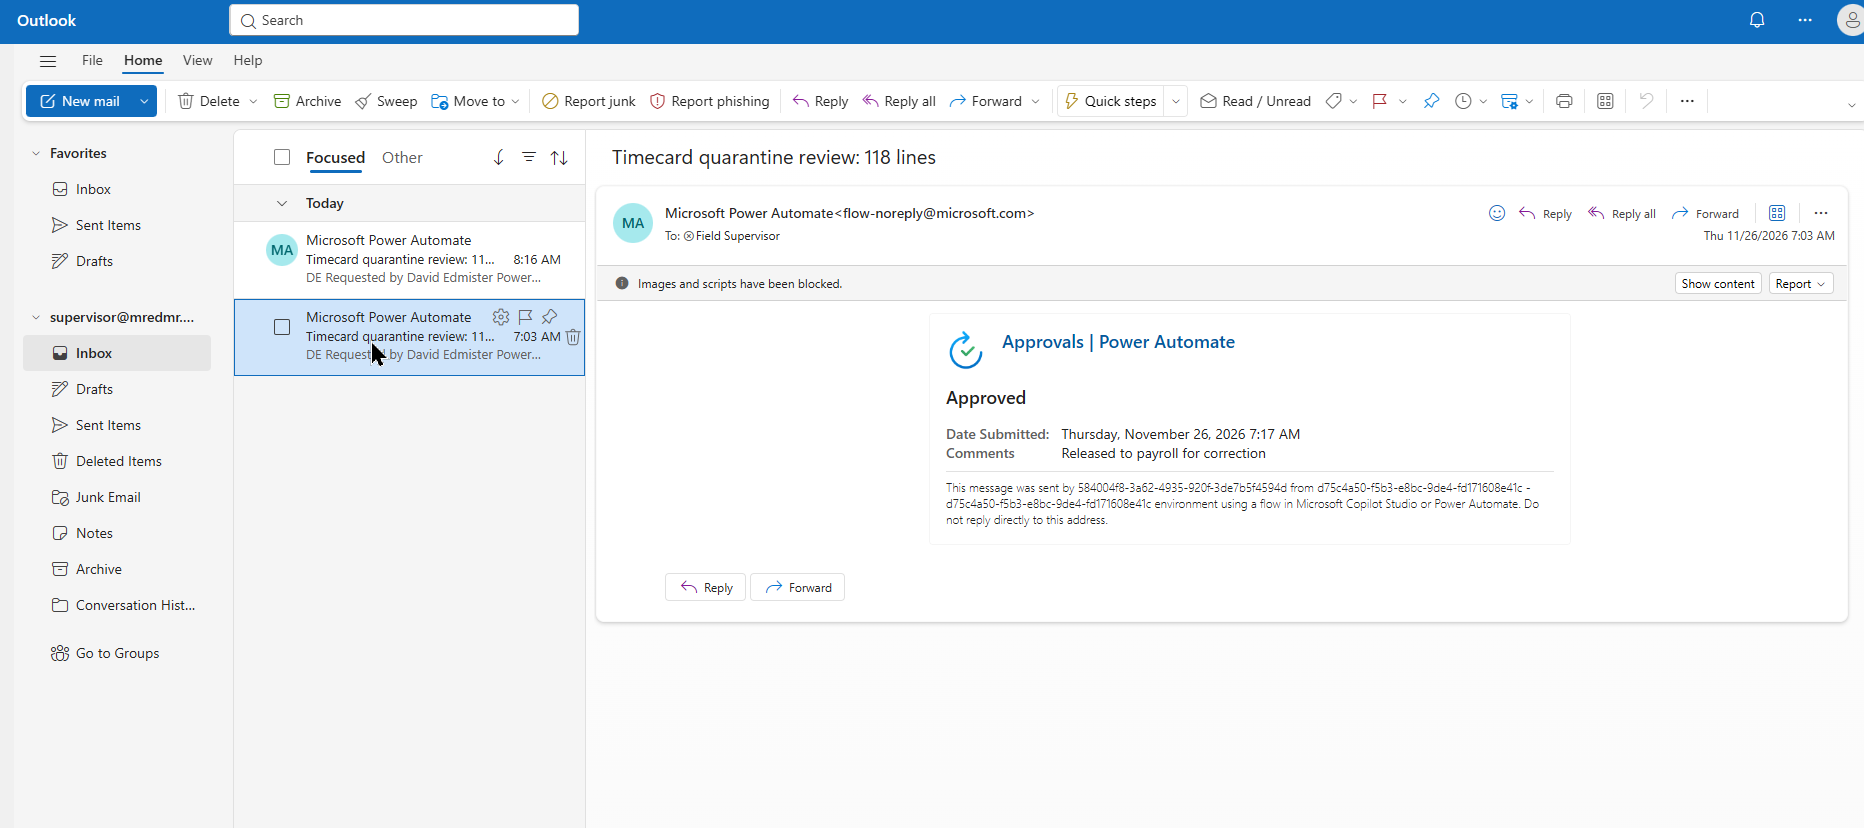 Outlook
Search
File Home View Help
New mail Delete Archive Sweep Move to Report junk Report phishing Reply Reply all Forward Quick steps Read / Unread
Favorites
Inbox
Sent Items
Drafts
supervisor@mredmr....
Inbox
Drafts
Sent Items
Deleted Items
Junk Email
Notes
Archive
Conversation Hist...
Go to Groups
Focused Other
Today
MA
Microsoft Power Automate
Timecard quarantine review: 11... 8:16 AM
DE Requested by David Edmister Power...
Microsoft Power Automate
Timecard quarantine review: 11... 7:03 AM
DE Requested by David Edmister Power...
Timecard quarantine review: 118 lines
MA
Microsoft Power Automate<flow-noreply@microsoft.com>
To: Field Supervisor
Reply Reply all Forward
Thu 11/26/2026 7:03 AM
Images and scripts have been blocked.
Show content Report
Approvals | Power Automate
Approved
Date Submitted: Thursday, November 26, 2026 7:17 AM
Comments Released to payroll for correction
This message was sent by 584004f8-3a62-4935-920f-3de7b5f4594d from d75c4a50-f5b3-e8bc-9de4-fd171608e41c -
d75c4a50-f5b3-e8bc-9de4-fd171608e41c environment using a flow in Microsoft Copilot Studio or Power Automate. Do
not reply directly to this address.
Reply Forward